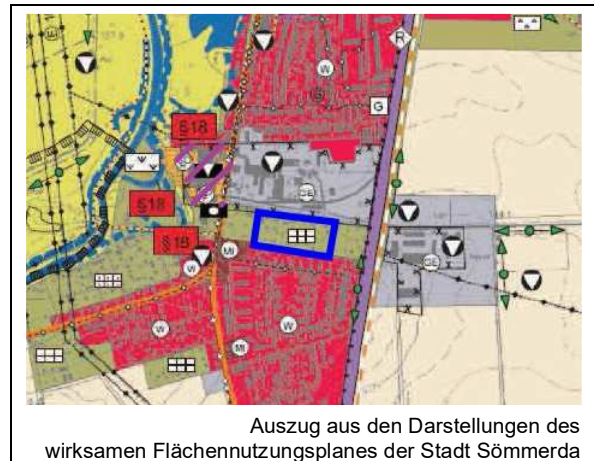 R
W
G
§18
GE
§18
§18
MI
W
GE
W
W
MI
Auszug aus den Darstellungen des
wirksamen Flächennutzungsplanes der Stadt Sömmerda